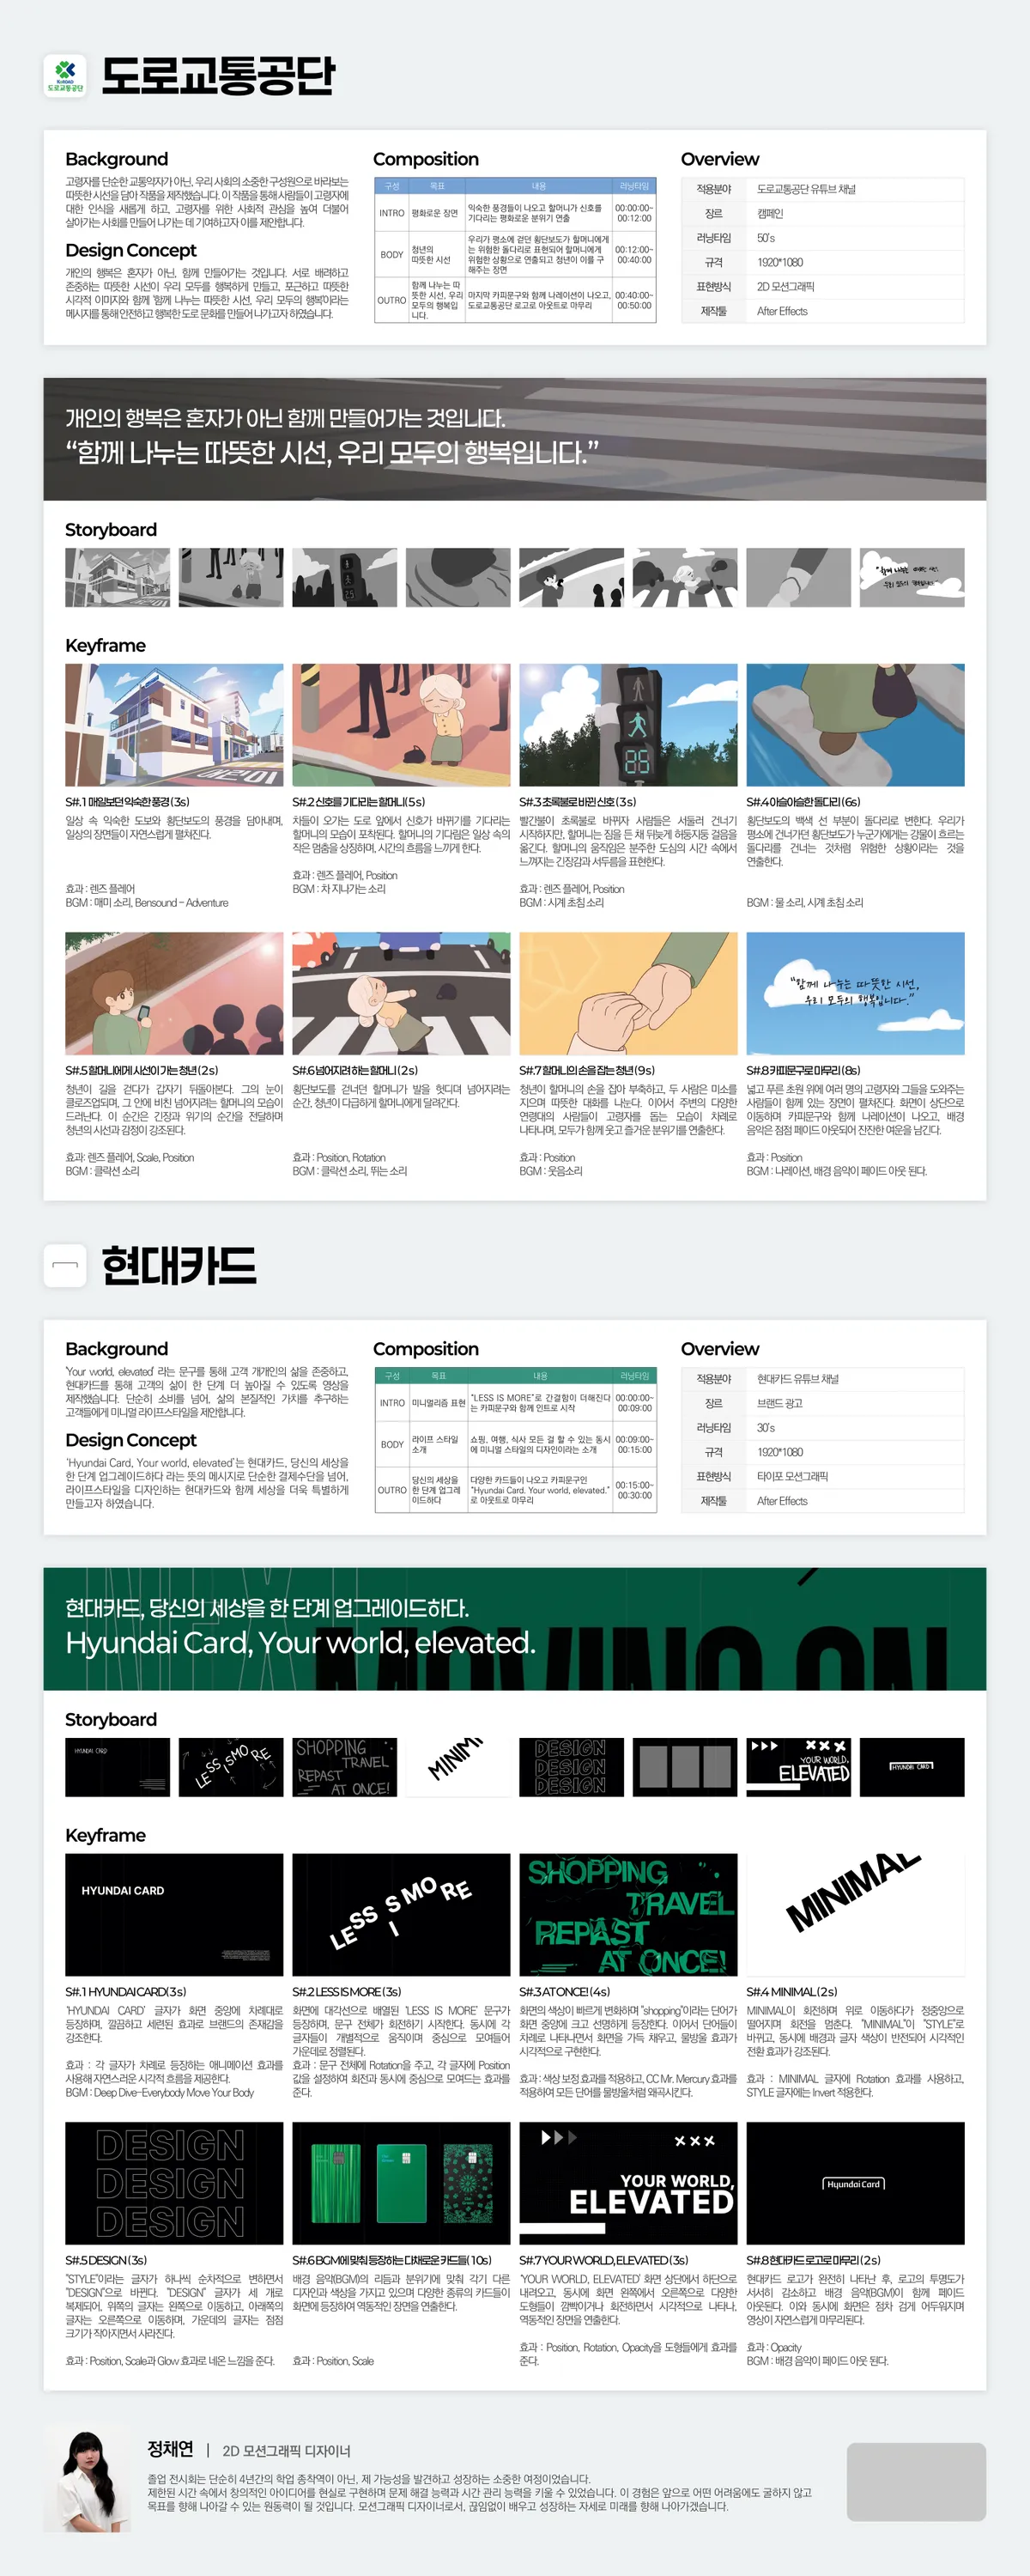 도로교통공단
도로교통공단
Background
고령자를 단순한 교통약자가 아닌, 우리 사회의 소중한 구성원으로 바라보는
따뜻한 시선을 담아 작품을 제작했습니다. 이 작품을 통해 사람들이 고령자에
대한 인식을 새롭게 하고, 고령자를 위한 사회적 관심을 높여 더불어
살아가는 사회를 만들어 나가는 데 기여하고자 이를 제안합니다.
Design Concept
개인의 행복은 혼자가 아닌, 함께 만들어가는 것입니다. 서로 배려하고
존중하는 따뜻한 시선이 우리 모두를 행복하게 만들고, 포근하고 따뜻한
시각적 이미지와 함께 '함께 나누는 따뜻한 시선, 우리 모두의 행복'이라는
메시지를 통해 안전하고 행복한 도로 문화를 만들어 나가고자 하였습니다.
Composition
구성 목표 내용 러닝타임
INTRO 평화로운 장면 익숙한 풍경들이 나오고 할머니가 신호를 기다리는 평화로운 분위기 연출 00:00:00~ 00:12:00
BODY 청년의 따뜻한 시선 우리가 평소에 걷던 횡단보도가 할머니에게는 위험한 돌다리로 표현되어 할머니에게 위험한 상황으로 연출되고 청년이 이를 구해주는 장면 00:12:00~ 00:40:00
OUTRO 함께 나누는 따뜻한 시선, 우리 모두의 행복입니다. 마지막 카피문구와 함께 나레이션이 나오고, 도로교통공단 로고로 아웃트로 마무리 00:40:00~ 00:50:00
Overview
적용분야 도로교통공단 유튜브 채널
장르 캠페인
러닝타임 50's
규격 1920*1080
표현방식 2D 모션그래픽
제작툴 After Effects
개인의 행복은 혼자가 아닌 함께 만들어가는 것입니다.
“함께 나누는 따뜻한 시선, 우리 모두의 행복입니다.”
Storyboard
25
"함께 나누는 따뜻한 시선,
우리 모두의 행복입니다."
Keyframe
어린이
S#.1 매일보던 익숙한 풍경 (3s)
일상 속 익숙한 도보와 횡단보도의 풍경을 담아내며,
일상의 장면들이 자연스럽게 펼쳐진다.
효과 : 렌즈 플레어
BGM : 매미 소리, Bensound - Adventure
S#.2 신호를 기다리는 할머니 (5s)
차들이 오가는 도로 앞에서 신호가 바뀌기를 기다리는
할머니의 모습이 포착된다. 할머니의 기다림은 일상 속의
작은 멈춤을 상징하며, 시간의 흐름을 느끼게 한다.
효과 : 렌즈 플레어, Position
BGM : 차 지나가는 소리
S#.3 초록불로 바뀐 신호 (3s)
빨간불이 초록불로 바뀌자 사람들은 서둘러 건너기
시작하지만, 할머니는 짐을 든 채 뒤늦게 허둥지둥 걸음을
옮긴다. 할머니의 움직임은 분주한 도심의 시간 속에서
느껴지는 긴장감과 서두름을 표현한다.
효과 : 렌즈 플레어, Position
BGM : 시계 초침 소리
S#.4 아슬아슬한 돌다리 (6s)
횡단보도의 백색 선 부분이 돌다리로 변한다. 우리가
평소에 건너가던 횡단보도가 누군가에게는 강물이 흐르는
돌다리를 건너는 것처럼 위험한 상황이라는 것을
연출한다.
BGM : 물 소리, 시계 초침 소리
"함께 나누는 따뜻한 시선,
우리 모두의 행복입니다."
S#.5 할머니에게 시선이 가는 청년 (2s)
청년이 길을 걷다가 갑자기 뒤돌아본다. 그의 눈이
클로즈업되며, 그 안에 비친 넘어지려는 할머니의 모습이
드러난다. 이 순간은 긴장과 위기의 순간을 전달하며
청년의 시선과 감정이 강조된다.
효과: 렌즈 플레어, Scale, Position
BGM : 클락션 소리
S#.6 넘어지려 하는 할머니 (2s)
횡단보도를 걷던 할머니가 발을 헛디뎌 넘어지려는
순간, 청년이 다급하게 할머니에게 달려간다.
효과 : Position, Rotation
BGM : 클락션 소리, 뛰는 소리
S#.7 할머니의 손을 잡는 청년 (9s)
청년이 할머니의 손을 잡아 부축하고, 두 사람은 미소를
지으며 따뜻한 대화를 나눈다. 이어서 주변의 다양한
연령대의 사람들이 고령자를 돕는 모습이 차례로
나타나며, 모두가 함께 웃고 즐거운 분위기를 연출한다.
효과 : Position
BGM : 웃음소리
S#.8 카피문구로 마무리 (8s)
넓고 푸른 초원 위에 여러 명의 고령자와 그들을 도와주는
사람들이 함께 있는 장면이 펼쳐진다. 화면이 상단으로
이동하며 카피문구와 함께 나레이션이 나오고, 배경
음악은 점점 페이드 아웃되어 잔잔한 여운을 남긴다.
효과 : Position
BGM : 나레이션, 배경 음악이 페이드 아웃 된다.
현대카드
Background
'Your world, elevated' 라는 문구를 통해 고객 개개인의 삶을 존중하고,
현대카드를 통해 고객의 삶이 한 단계 더 높아질 수 있도록 영상을
제작했습니다. 단순히 소비를 넘어, 삶의 본질적인 가치를 추구하는
고객들에게 미니멀 라이프스타일을 제안합니다.
Design Concept
'Hyundai Card, Your world, elevated'는 현대카드, 당신의 세상을
한 단계 업그레이드하다 라는 뜻의 메시지로 단순한 결제수단을 넘어,
라이프스타일을 디자인하는 현대카드와 함께 세상을 더욱 특별하게
만들고자 하였습니다.
Composition
구성 목표 내용 러닝타임
INTRO 미니멀리즘 표현 "LESS IS MORE"로 간결함이 더해진다는 카피문구와 함께 인트로 시작 00:00:00~ 00:09:00
BODY 라이프 스타일 소개 쇼핑, 여행, 식사 모든 걸 할 수 있는 동시에 미니멀 스타일의 디자인이라는 소개 00:09:00~ 00:15:00
OUTRO 당신의 세상을 한 단계 업그레이드하다 다양한 카드들이 나오고 카피문구인 "Hyundai Card. Your world, elevated."로 아웃트로 마무리 00:15:00~ 00:30:00
Overview
적용분야 현대카드 유튜브 채널
장르 브랜드 광고
러닝타임 30's
규격 1920*1080
표현방식 타이포 모션그래픽
제작툴 After Effects
현대카드, 당신의 세상을 한 단계 업그레이드하다.
Hyundai Card, Your world, elevated.
MOVING ON
Storyboard
HYUNDAI CARD
LESS IS MO RE
SHOPPING
TRAVEL
REPAST
AT ONCE!
MINIM
DESIGN
DESIGN
DESIGN
YOUR WORLD,
ELEVATED
HYUNDAI CARD
Keyframe
HYUNDAI CARD
LESS I S MO RE
SHOPPING
TRAVEL
REPAST
AT ONCE!
MINIMAL
S#.1 HYUNDAI CARD(3s)
'HYUNDAI CARD' 글자가 화면 중앙에 차례대로
등장하며, 깔끔하고 세련된 효과로 브랜드의 존재감을
강조한다.
효과 : 각 글자가 차례로 등장하는 애니메이션 효과를
사용해 자연스러운 시각적 흐름을 제공한다.
BGM : Deep Dive-Everybody Move Your Body
S#.2 LESS IS MORE (3s)
화면에 대각선으로 배열된 'LESS IS MORE' 문구가
등장하며, 문구 전체가 회전하기 시작한다. 동시에 각
글자들이 개별적으로 움직이며 중심으로 모여들어
가운데로 정렬된다.
효과 : 문구 전체에 Rotation을 주고, 각 글자에 Position
값을 설정하여 회전과 동시에 중심으로 모여드는 효과를
준다.
S#.3 AT ONCE! (4s)
화면의 색상이 빠르게 변화하며 "shopping"이라는 단어가
화면 중앙에 크고 선명하게 등장한다. 이어서 단어들이
차례로 나타나면서 화면을 가득 채우고, 물방울 효과가
시각적으로 구현한다.
효과 : 색상 보정 효과를 적용하고, CC Mr. Mercury 효과를
적용하여 모든 단어를 물방울처럼 왜곡시킨다.
S#.4 MINIMAL (2s)
MINIMAL이 회전하며 위로 이동하다가 정중앙으로
떨어지며 회전을 멈춘다. "MINIMAL"이 "STYLE"로
바뀌고, 동시에 배경과 글자 색상이 반전되어 시각적인
전환 효과가 강조된다.
효과 : MINIMAL 글자에 Rotation 효과를 사용하고,
STYLE 글자에는 Invert 적용한다.
DESIGN
DESIGN
DESIGN
YOUR WORLD,
ELEVATED
Hyundai Card
S#.5 DESIGN (3s)
"STYLE"이라는 글자가 하나씩 순차적으로 변하면서
"DESIGN"으로 바뀐다. "DESIGN" 글자가 세 개로
복제되어, 위쪽의 글자는 왼쪽으로 이동하고, 아래쪽의
글자는 오른쪽으로 이동하며, 가운데의 글자는 점점
크기가 작아지면서 사라진다.
효과 : Position, Scale과 Glow 효과로 네온 느낌을 준다.
S#.6 BGM에 맞춰 등장하는 다채로운 카드들(10s)
배경 음악(BGM)의 리듬과 분위기에 맞춰 각기 다른
디자인과 색상을 가지고 있으며 다양한 종류의 카드들이
화면에 등장하여 역동적인 장면을 연출한다.
효과 : Position, Scale
S#.7 YOUR WORLD, ELEVATED (3s)
'YOUR WORLD, ELEVATED' 화면 상단에서 하단으로
내려오고, 동시에 화면 왼쪽에서 오른쪽으로 다양한
도형들이 깜빡이거나 회전하면서 시각적으로 나타나,
역동적인 장면을 연출한다.
효과 : Position, Rotation, Opacity을 도형들에게 효과를
준다.
S#.8 현대카드 로고로 마무리 (2s)
현대카드 로고가 완전히 나타난 후, 로고의 투명도가
서서히 감소하고 배경 음악(BGM)이 함께 페이드
아웃된다. 이와 동시에 화면은 점차 검게 어두워지며
영상이 자연스럽게 마무리된다.
효과 : Opacity
BGM : 배경 음악이 페이드 아웃 된다.
정채연 | 2D 모션그래픽 디자이너
졸업 전시회는 단순히 4년간의 학업 종착역이 아닌, 제 가능성을 발견하고 성장하는 소중한 여정이었습니다.
제한된 시간 속에서 창의적인 아이디어를 현실로 구현하며 문제 해결 능력과 시간 관리 능력을 키울 수 있었습니다. 이 경험은 앞으로 어떤 어려움에도 굴하지 않고
목표를 향해 나아갈 수 있는 원동력이 될 것입니다. 모션그래픽 디자이너로서, 끊임없이 배우고 성장하는 자세로 미래를 향해 나아가겠습니다.